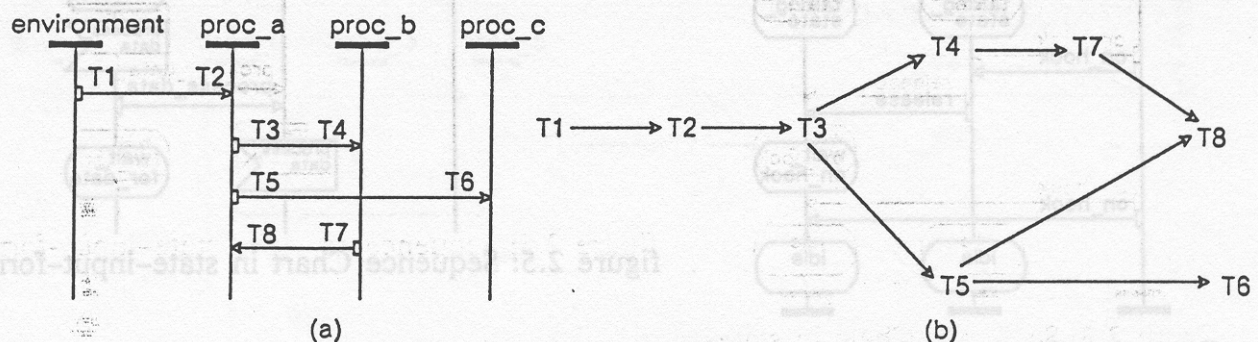 environment proc_a proc_b proc_c
T1 T2
T3 T4
T5 T6
T8 T7
(a)
T4 T7
T1 T2 T3 T8
T5 T6
(b)
figure 2.5: Sequence Chart in state-input-form